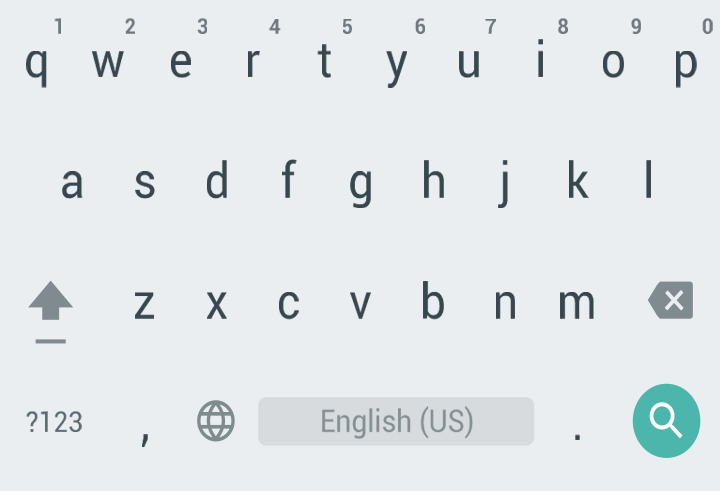 1 2 3 4 5 6 7 8 9 0
q w e r t y u i o p
a s d f g h j k l
z x c v b n m
?123 , English (US) .